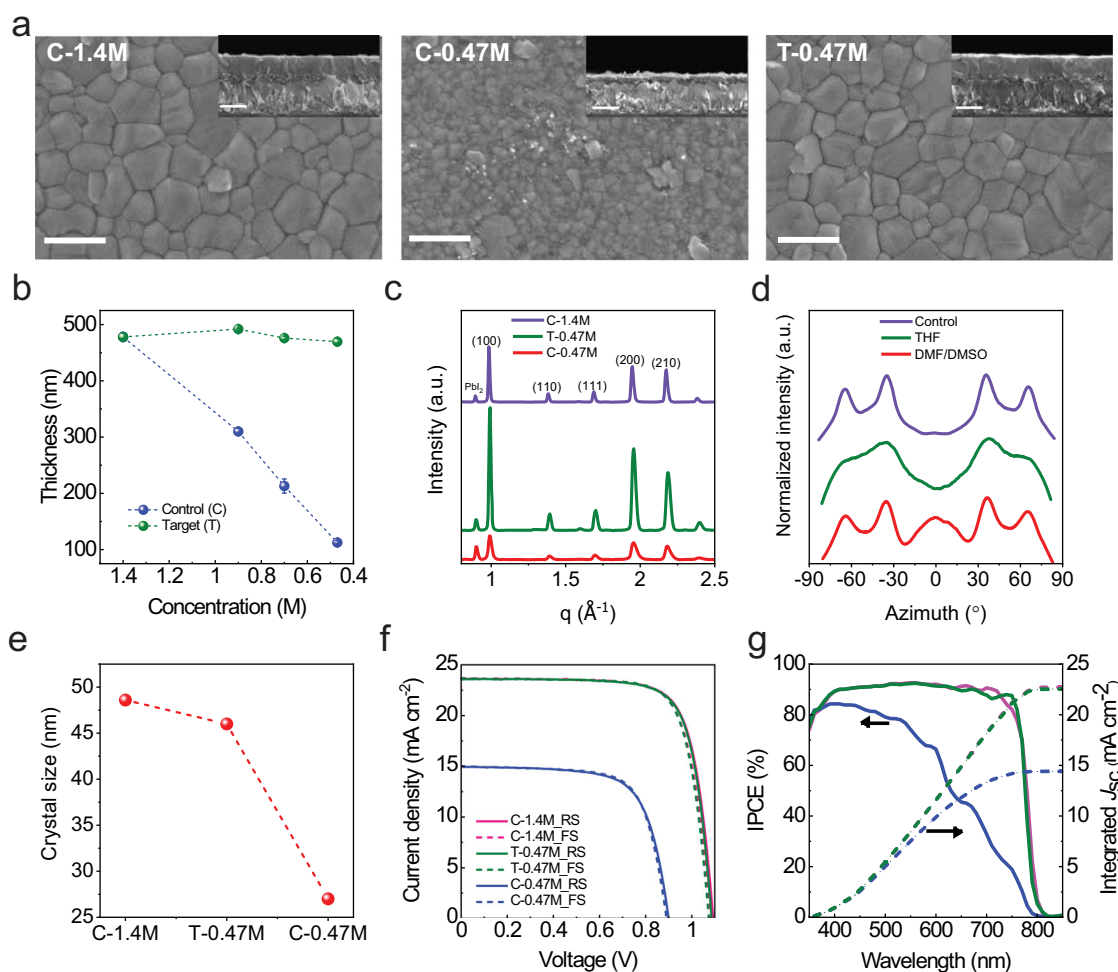 a
C-1.4M
C-0.47M
T-0.47M
b
Thickness (nm)
500
400
300
200
100
Control (C)
Target (T)
1.4 1.2 1.0 0.8 0.6 0.4
Concentration (M)
c
Intensity (a.u.)
C-1.4M
T-0.47M
C-0.47M
PbI₂
(100)
(110)
(111)
(200)
(210)
1 1.5 2 2.5
q (Å⁻¹)
d
Normalized intensity (a.u.)
Control
THF
DMF/DMSO
-90 -60 -30 0 30 60 90
Azimuth (°)
e
Crystal size (nm)
50
45
40
35
30
25
C-1.4M T-0.47M C-0.47M
f
Current density (mA cm⁻²)
25
20
15
10
5
0
C-1.4M_RS
C-1.4M_FS
T-0.47M_RS
T-0.47M_FS
C-0.47M_RS
C-0.47M_FS
0 0.2 0.4 0.6 0.8 1
Voltage (V)
g
IPCE (%)
100
80
60
40
20
0
25
20
15
10
5
0
Integrated J_SC (mA cm⁻²)
400 500 600 700 800
Wavelength (nm)